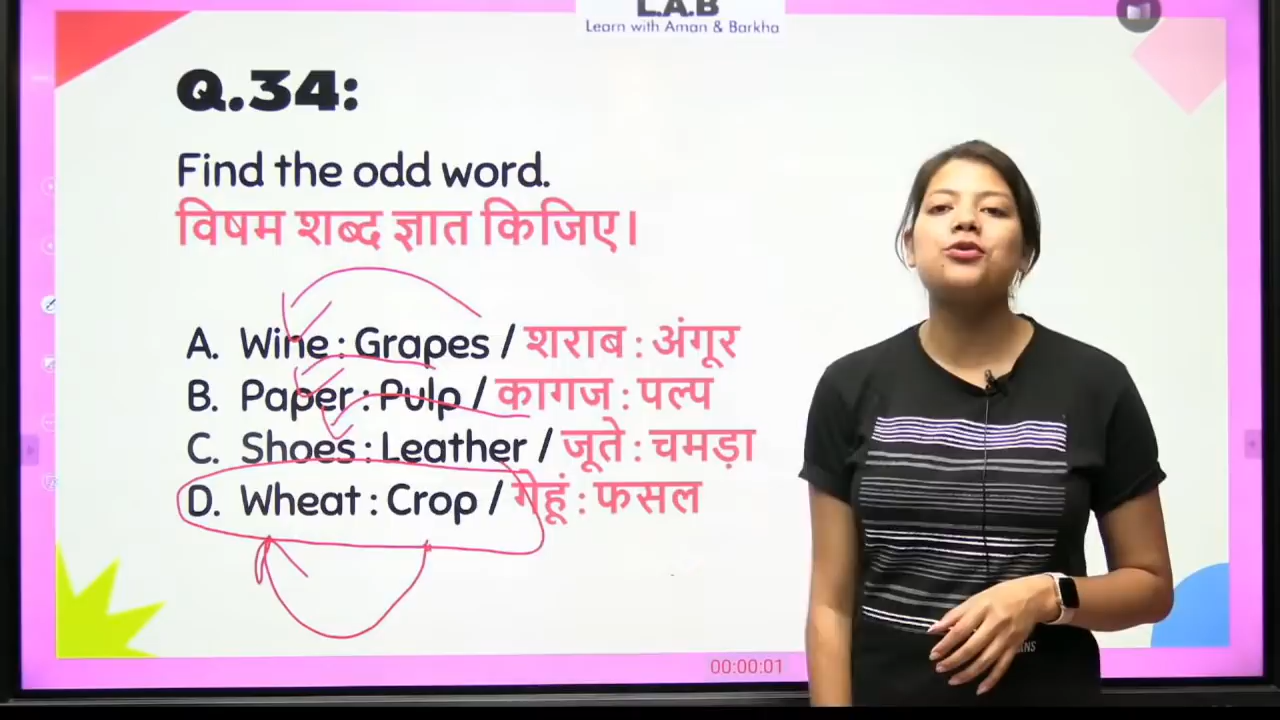 L.A.B
Learn with Aman & Barkha
Q.34:
Find the odd word.
विषम शब्द ज्ञात किजिए।
A. Wine : Grapes / शराब : अंगूर
B. Paper : Pulp / कागज : पल्प
C. Shoes : Leather / जूते : चमड़ा
D. Wheat : Crop / गेहूं : फसल
00:00:01